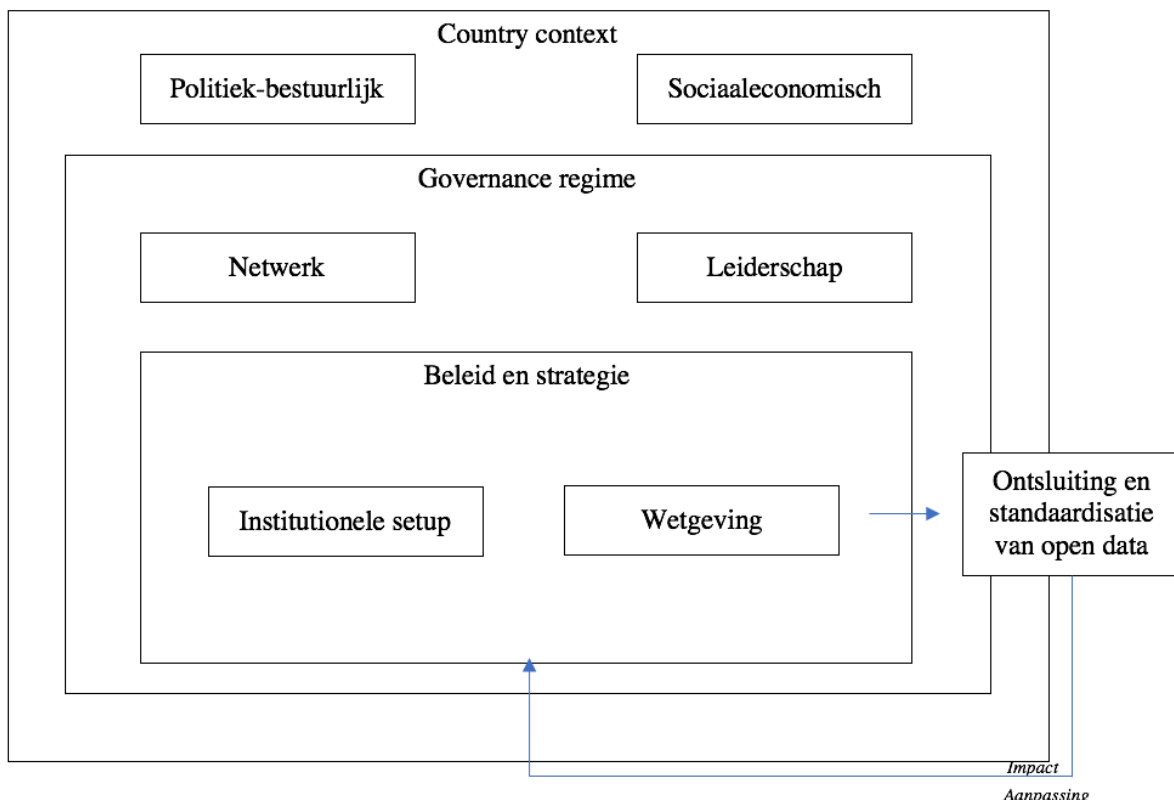 Country context
Politiek-bestuurlijk
Sociaaleconomisch
Governance regime
Netwerk
Leiderschap
Beleid en strategie
Institutionele setup
Wetgeving
Ontsluiting en
standaardisatie
van open data
Impact
Aanpassing